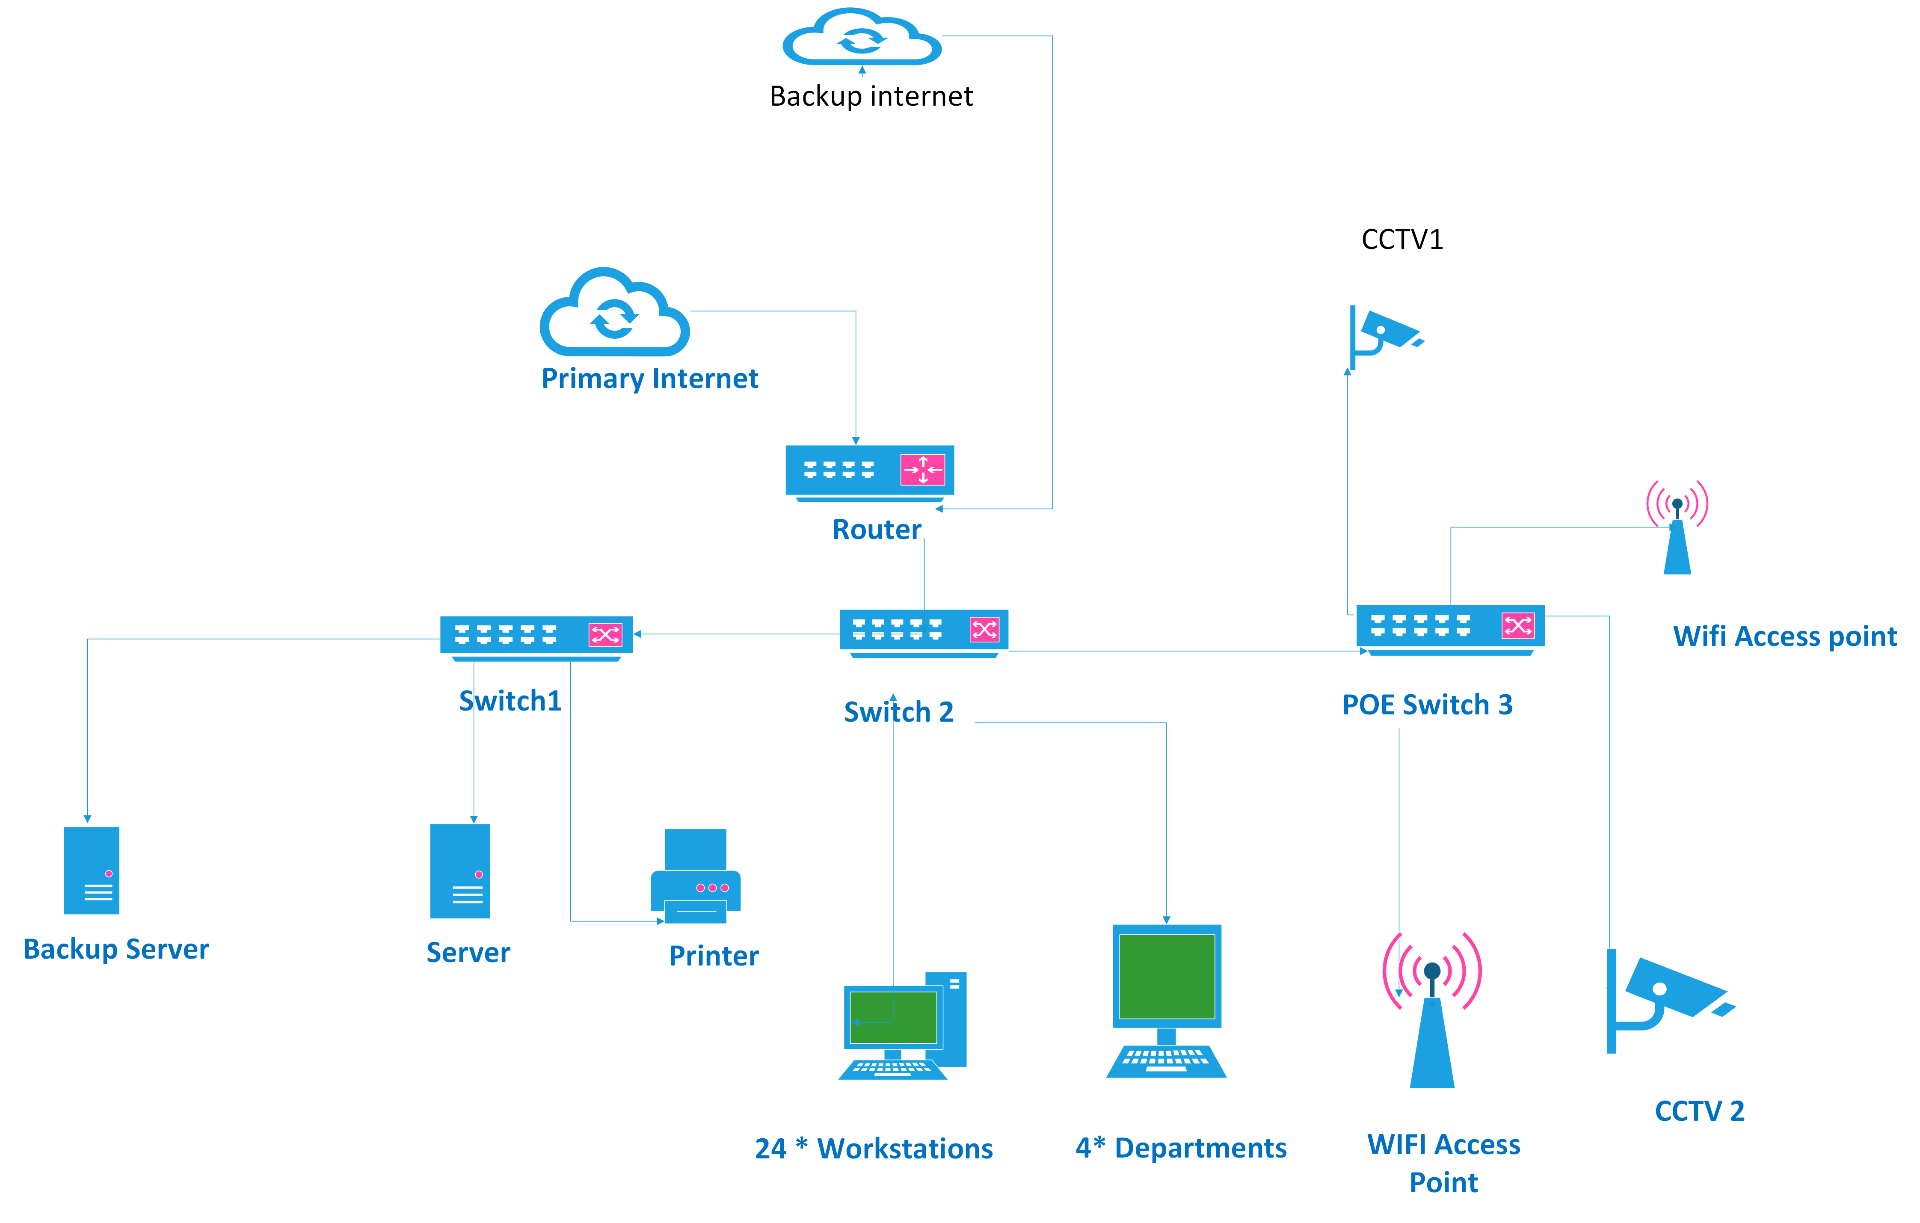 Backup internet
CCTV1
Primary Internet
Router
Wifi Access point
Switch1
Switch 2
POE Switch 3
Backup Server
Server
Printer
24 * Workstations
4* Departments
WIFI Access
Point
CCTV 2